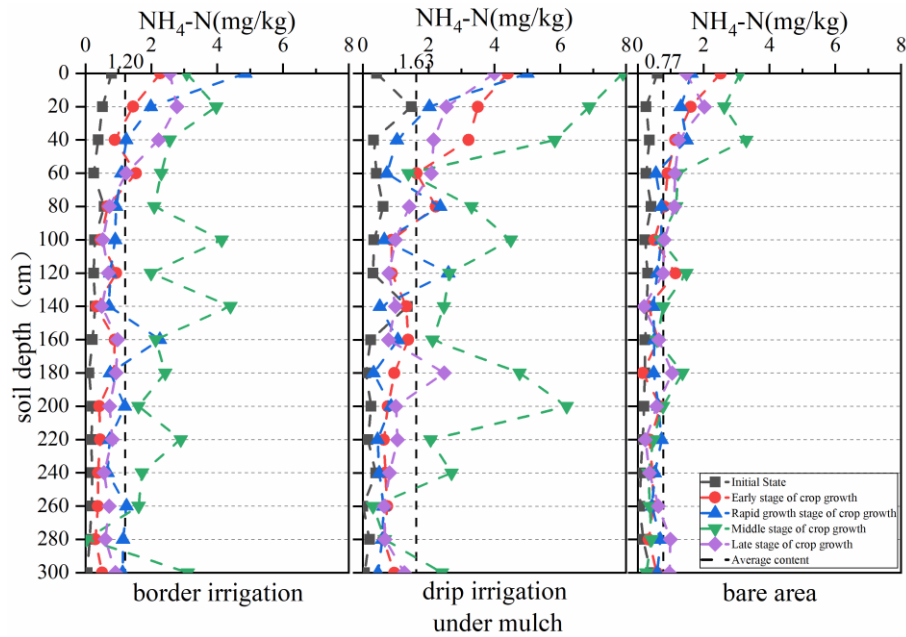 NH4-N(mg/kg) NH4-N(mg/kg) NH4-N(mg/kg)
0 2 4 6 8 0 2 4 6 8 0 2 4 6 8
1.20 1.63 0.77
0
20
40
60
80
100
120
140
160
180
200
220
240
260
280
300
soil depth (cm)
Initial State
Early stage of crop growth
Rapid growth stage of crop growth
Middle stage of crop growth
Late stage of crop growth
Average content
border irrigation
drip irrigation
under mulch
bare area